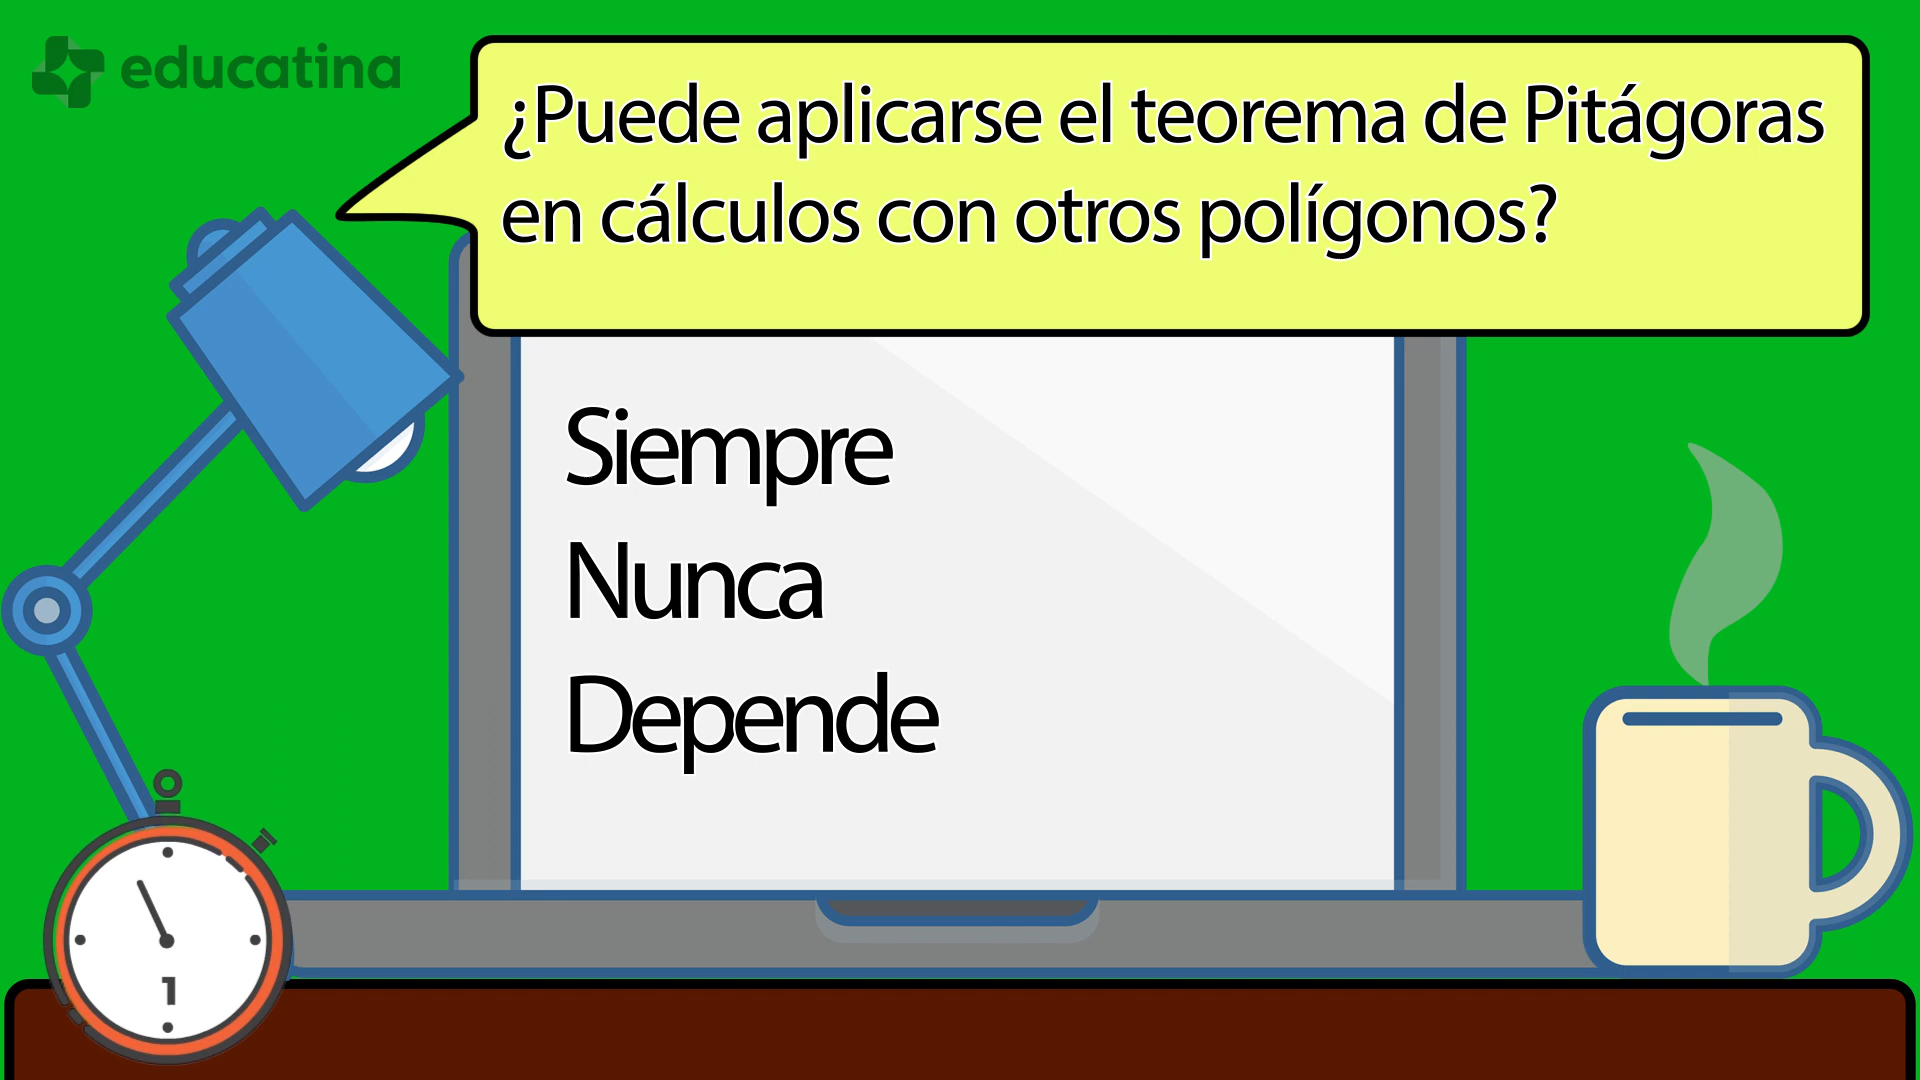 educatina
¿Puede aplicarse el teorema de Pitágoras
en cálculos con otros polígonos?
Siempre
Nunca
Depende
1